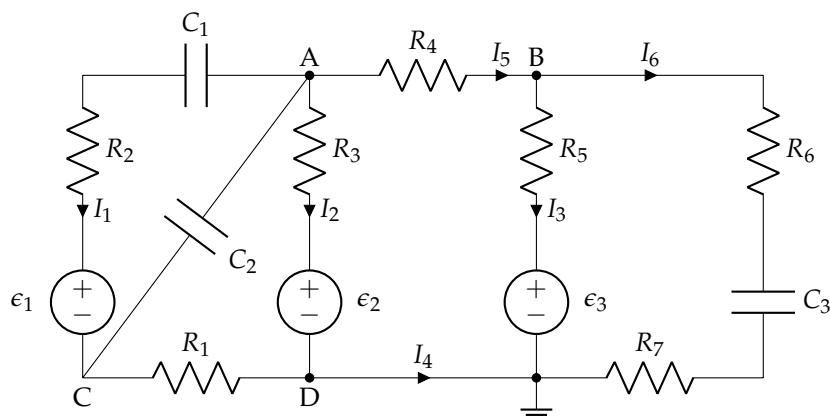 C₁
A R₄ I₅ B I₆
R₂ R₃ R₅ R₆
I₁ I₂ I₃
C₂
ϵ₁ + − ϵ₂ + − ϵ₃ + − C₃
R₁ I₄ R₇
C D